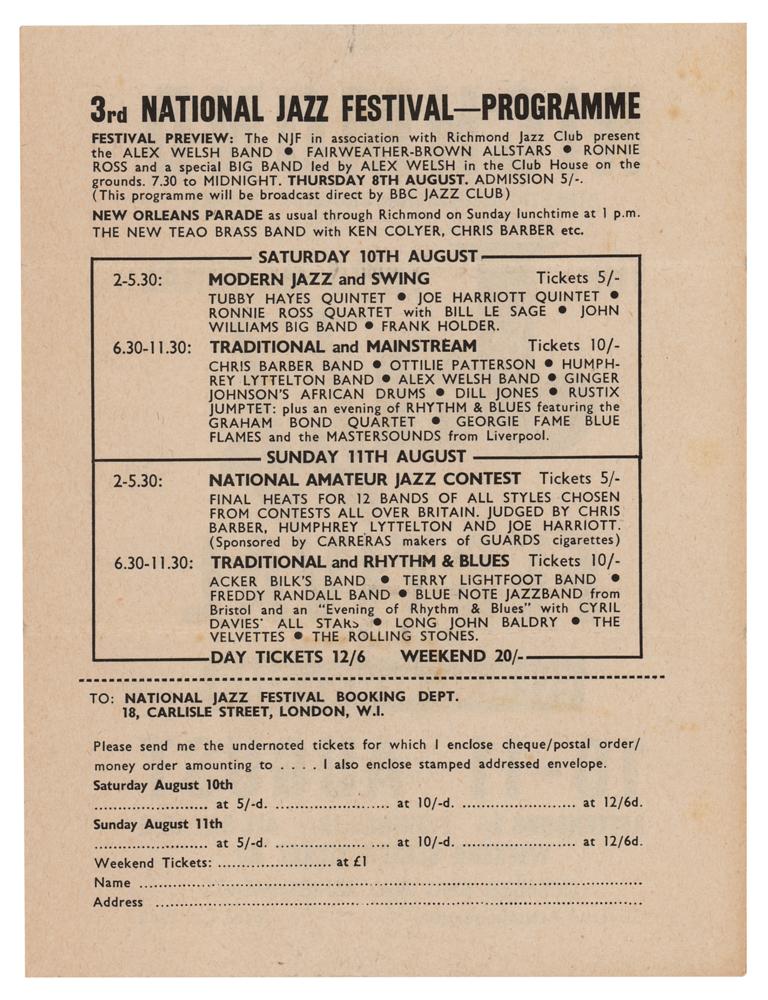 3rd NATIONAL JAZZ FESTIVAL—PROGRAMME
FESTIVAL PREVIEW: The NJF in association with Richmond Jazz Club present
the ALEX WELSH BAND ● FAIRWEATHER-BROWN ALLSTARS ● RONNIE
ROSS and a special BIG BAND led by ALEX WELSH in the Club House on the
grounds. 7.30 to MIDNIGHT. THURSDAY 8TH AUGUST. ADMISSION 5/-.
(This programme will be broadcast direct by BBC JAZZ CLUB)
NEW ORLEANS PARADE as usual through Richmond on Sunday lunchtime at 1 p.m.
THE NEW TEAO BRASS BAND with KEN COLYER, CHRIS BARBER etc.
SATURDAY 10TH AUGUST
2-5.30: MODERN JAZZ and SWING Tickets 5/-
TUBBY HAYES QUINTET ● JOE HARRIOTT QUINTET ●
RONNIE ROSS QUARTET with BILL LE SAGE ● JOHN
WILLIAMS BIG BAND ● FRANK HOLDER.
6.30-11.30: TRADITIONAL and MAINSTREAM Tickets 10/-
CHRIS BARBER BAND ● OTTILIE PATTERSON ● HUMPH-
REY LYTTELTON BAND ● ALEX WELSH BAND ● GINGER
JOHNSON'S AFRICAN DRUMS ● DILL JONES ● RUSTIX
JUMPTET: plus an evening of RHYTHM & BLUES featuring the
GRAHAM BOND QUARTET ● GEORGIE FAME BLUE
FLAMES and the MASTERSOUNDS from Liverpool.
SUNDAY 11TH AUGUST
2-5.30: NATIONAL AMATEUR JAZZ CONTEST Tickets 5/-
FINAL HEATS FOR 12 BANDS OF ALL STYLES CHOSEN
FROM CONTESTS ALL OVER BRITAIN. JUDGED BY CHRIS
BARBER, HUMPHREY LYTTELTON AND JOE HARRIOTT.
(Sponsored by CARRERAS makers of GUARDS cigarettes)
6.30-11.30: TRADITIONAL and RHYTHM & BLUES Tickets 10/-
ACKER BILK'S BAND ● TERRY LIGHTFOOT BAND ●
FREDDY RANDALL BAND ● BLUE NOTE JAZZBAND from
Bristol and an "Evening of Rhythm & Blues" with CYRIL
DAVIES' ALL STARS ● LONG JOHN BALDRY ● THE
VELVETTES ● THE ROLLING STONES.
DAY TICKETS 12/6 WEEKEND 20/-
TO: NATIONAL JAZZ FESTIVAL BOOKING DEPT.
18, CARLISLE STREET, LONDON, W.I.
Please send me the undernoted tickets for which I enclose cheque/postal order/
money order amounting to . . . . I also enclose stamped addressed envelope.
Saturday August 10th
........................ at 5/-d. ........................ at 10/-d. ........................ at 12/6d.
Sunday August 11th
........................ at 5/-d. ........................ at 10/-d. ........................ at 12/6d.
Weekend Tickets: ........................ at £1
Name ........................
Address ........................